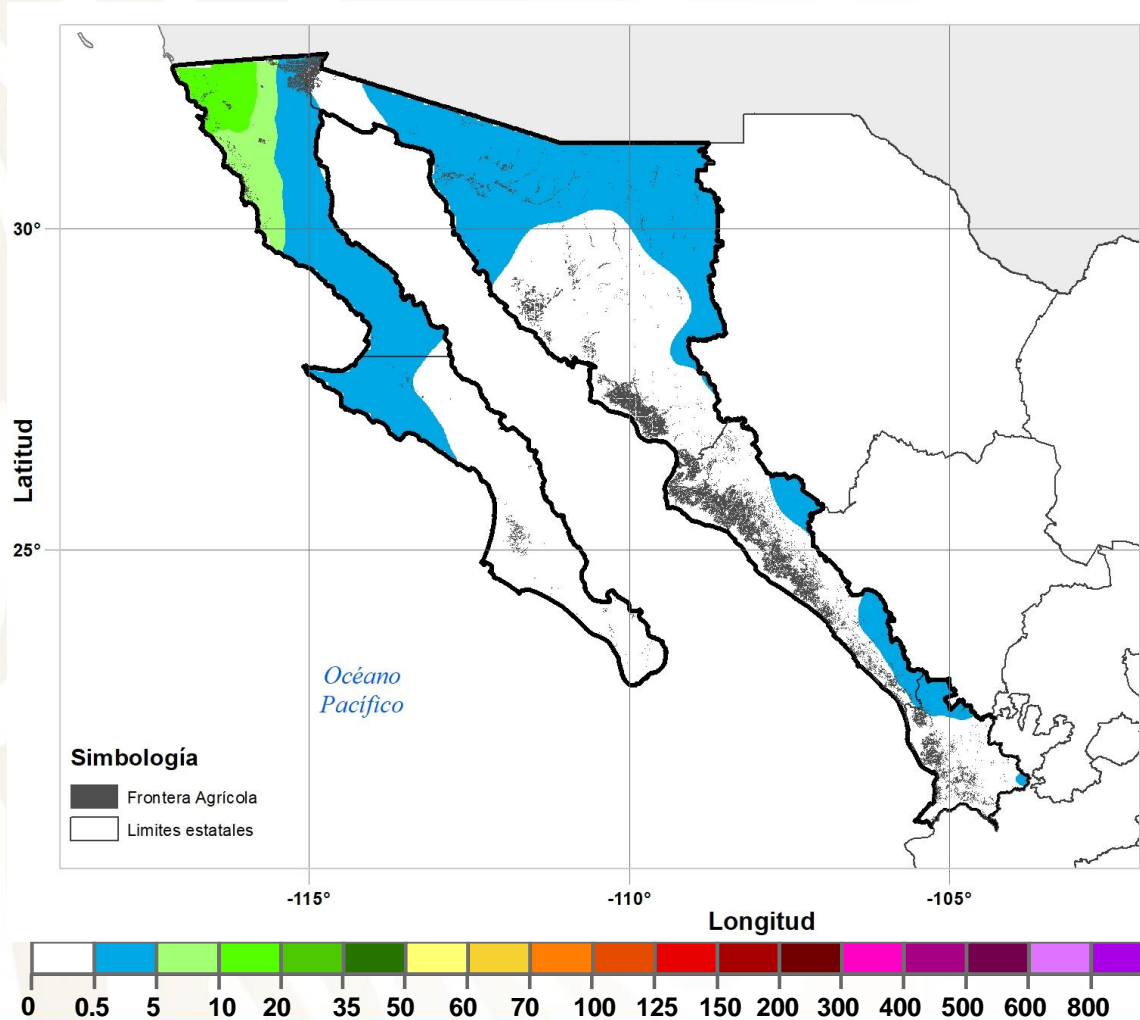 30°
Latitud
25°
Océano
Pacífico
Simbología
Frontera Agrícola
Limites estatales
-115° -110° -105°
Longitud
0 0.5 5 10 20 35 50 60 70 100 125 150 200 300 400 500 600 800